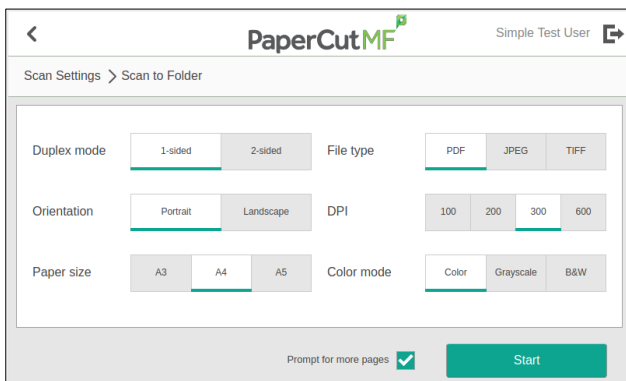 PaperCutMF
Simple Test User
Scan Settings > Scan to Folder
Duplex mode 1-sided 2-sided File type PDF JPEG TIFF
Orientation Portrait Landscape DPI 100 200 300 600
Paper size A3 A4 A5 Color mode Color Grayscale B&W
Prompt for more pages Start